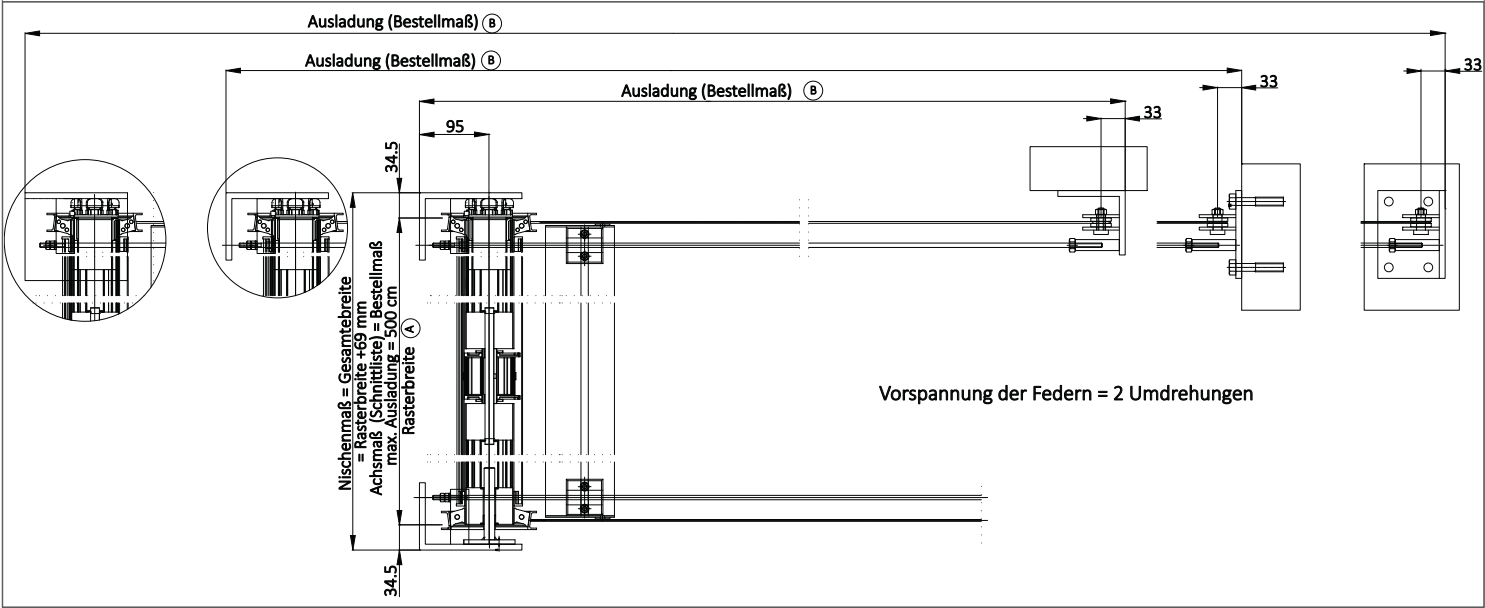 Ausladung (Bestellmaß) B
Ausladung (Bestellmaß) B
Ausladung (Bestellmaß) B
33
33
33
95
34.5
Nischenmaß = Gesamtebreite
= Rasterbreite +69 mm
Achsmaß (Schnittliste) = Bestellmaß
max. Ausladung = 500 cm
Rasterbreite A
Vorspannung der Federn = 2 Umdrehungen
34.5